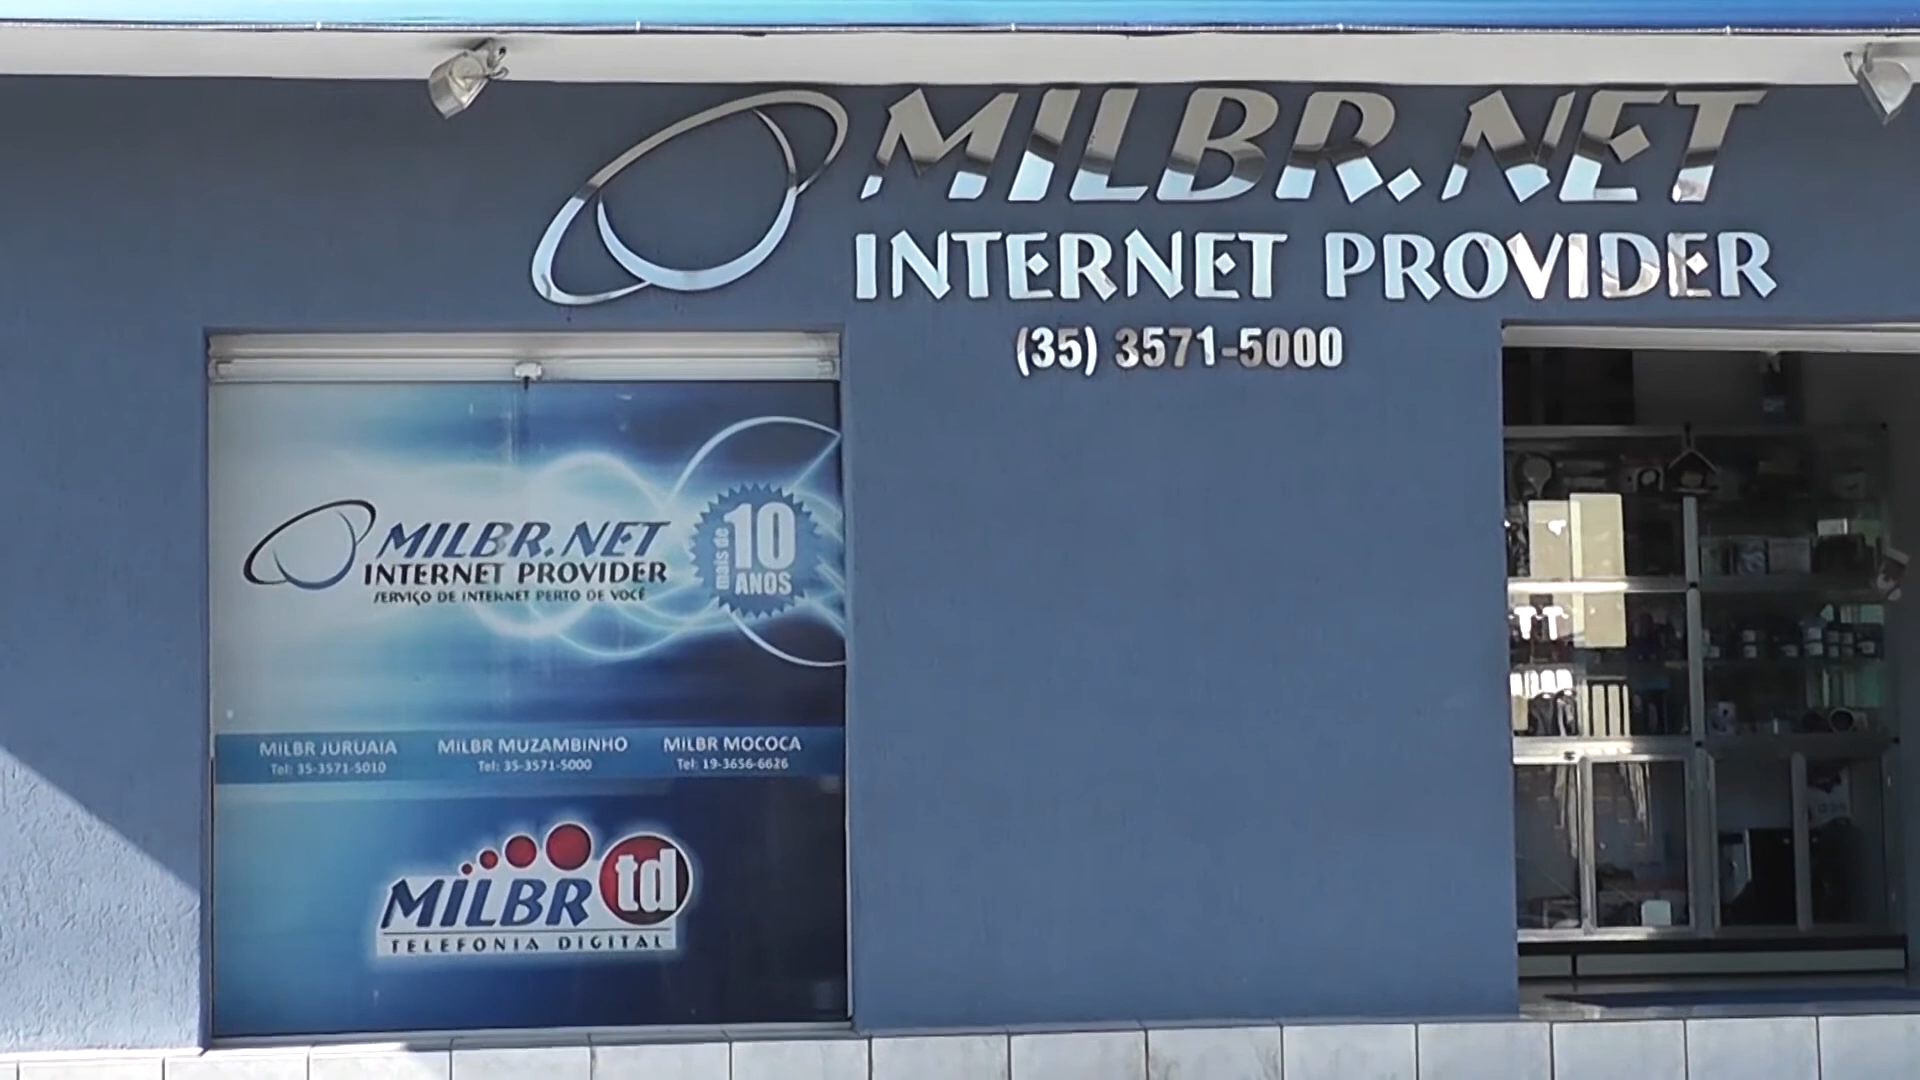 MILBR.NET
INTERNET PROVIDER
(35) 3571-5000
MILBR.NET
INTERNET PROVIDER
SERVIÇO DE INTERNET PERTO DE VOCÊ
mais de
10
ANOS
MILBR JURUAIA
Tel: 35-3571-5010
MILBR MUZAMBINHO
Tel: 35-3571-5000
MILBR MOCOCA
Tel: 19-3656-6626
MILBR td
TELEFONIA DIGITAL